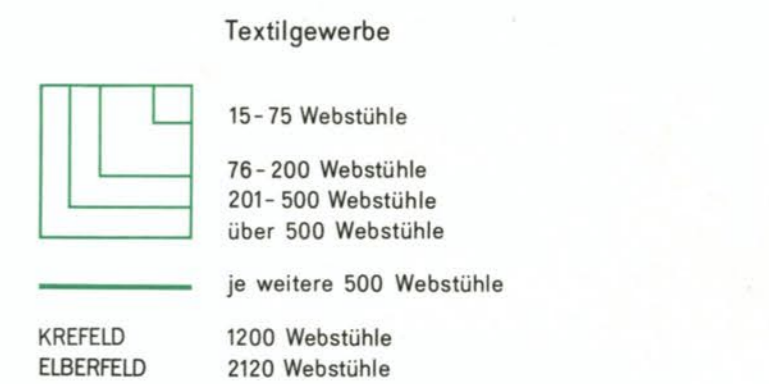 Textilgewerbe
15-75 Webstühle
76-200 Webstühle
201-500 Webstühle
über 500 Webstühle
je weitere 500 Webstühle
KREFELD 1200 Webstühle
ELBERFELD 2120 Webstühle